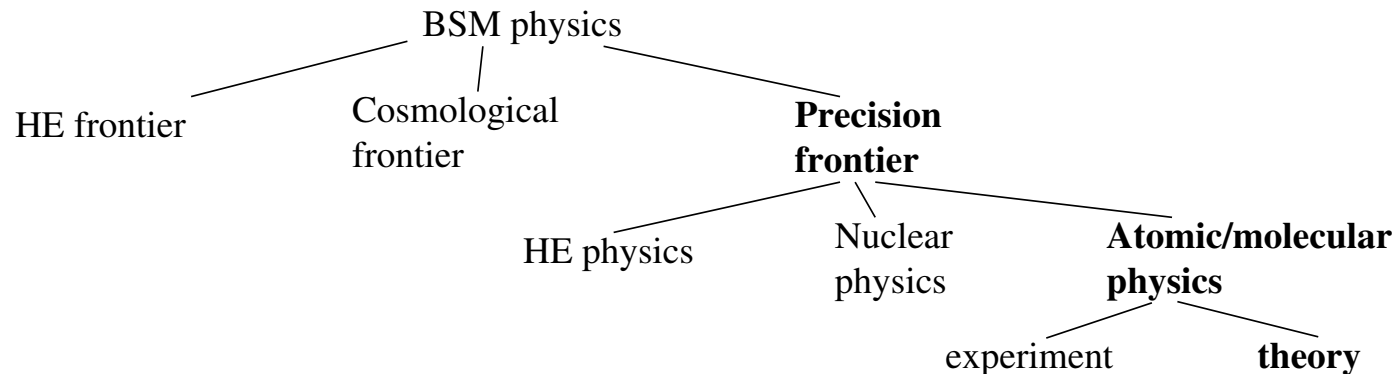 BSM physics
HE frontier
Cosmological
frontier
Precision
frontier
HE physics
Nuclear
physics
Atomic/molecular
physics
experiment
theory